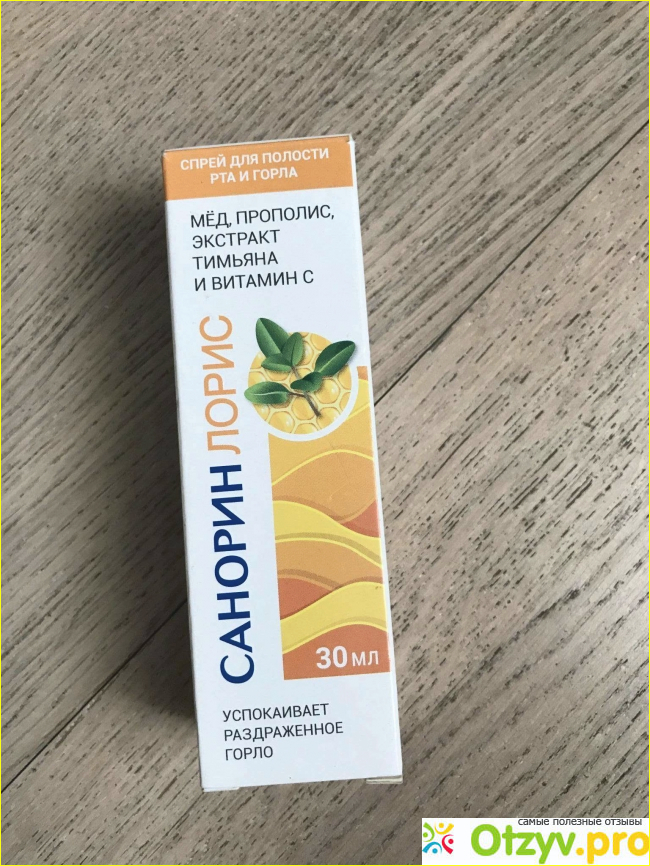 СПРЕЙ ДЛЯ ПОЛОСТИ
РТА И ГОРЛА
МЁД, ПРОПОЛИС,
ЭКСТРАКТ
ТИМЬЯНА
И ВИТАМИН С
САНОРИН ЛОРИС
30 МЛ
УСПОКАИВАЕТ
РАЗДРАЖЕННОЕ
ГОРЛО
самые полезные отзывы
Otzyv.pro